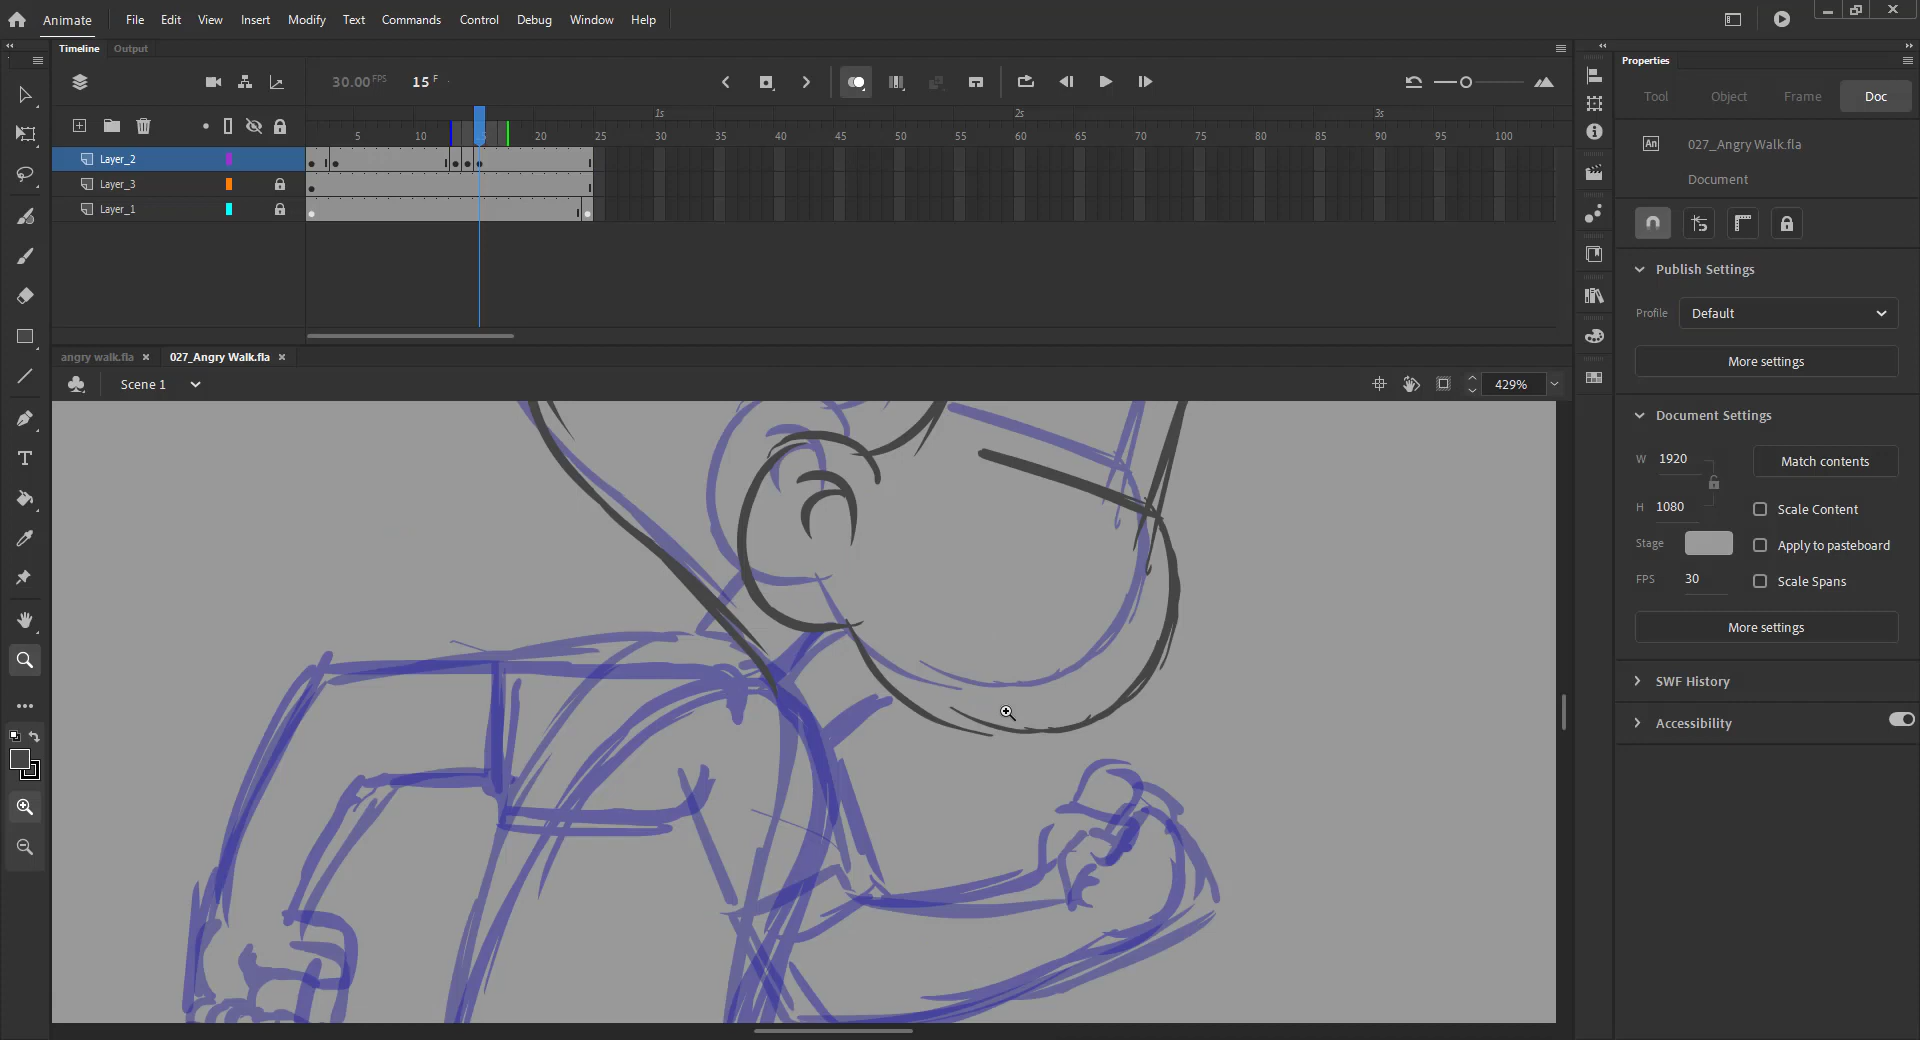 Animate File Edit View Insert Modify Text Commands Control Debug Window Help
Timeline Output
Properties
30.00 FPS 15 F
Tool Object Frame Doc
1s 2s 3s
5 10 20 25 30 35 40 45 50 55 60 65 70 75 80 85 90 95 100
Layer_2
Layer_3
Layer_1
An 027_Angry Walk.fla
Document
Publish Settings
Profile Default
More settings
angry walk.fla 027_Angry Walk.fla
Scene 1 429%
Document Settings
W 1920 Match contents
H 1080 Scale Content
Stage Apply to pasteboard
FPS 30 Scale Spans
More settings
SWF History
Accessibility